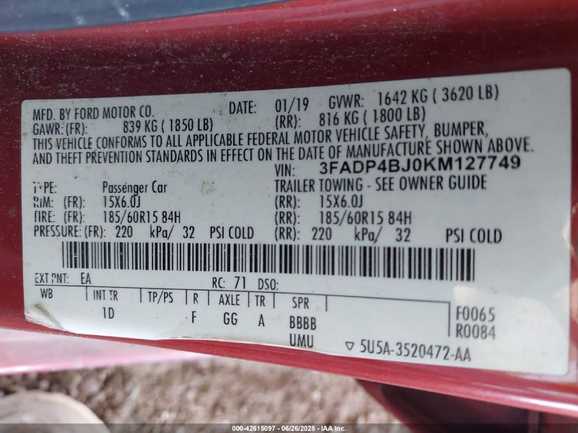 MFD. BY FORD MOTOR CO. DATE: 01/19 GVWR: 1642 KG ( 3620 LB)
GAWR: (FR): 839 KG ( 1850 LB) (RR): 816 KG ( 1800 LB)
THIS VEHICLE CONFORMS TO ALL APPLICABLE FEDERAL MOTOR VEHICLE SAFETY, BUMPER,
AND THEFT PREVENTION STANDARDS IN EFFECT ON THE DATE OF MANUFACTURE SHOWN ABOVE.
VIN: 3FADP4BJ0KM127749
TYPE: Passenger Car TRAILER TOWING - SEE OWNER GUIDE
RIM: (FR): 15X6.0J (RR): 15X6.0J
TIRE: (FR): 185/60R15 84H (RR): 185/60R15 84H
PRESSURE: (FR): 220 kPa/ 32 PSI COLD (RR): 220 kPa/ 32 PSI COLD
EXT PNT: EA RC: 71 DSO:
WB INT TR TP/PS R AXLE TR SPR F0065
1D F GG A BBBB R0084
UMU ▽ 5U5A-3520472-AA
000-42615097 - 06/26/2025 - IAA Inc.